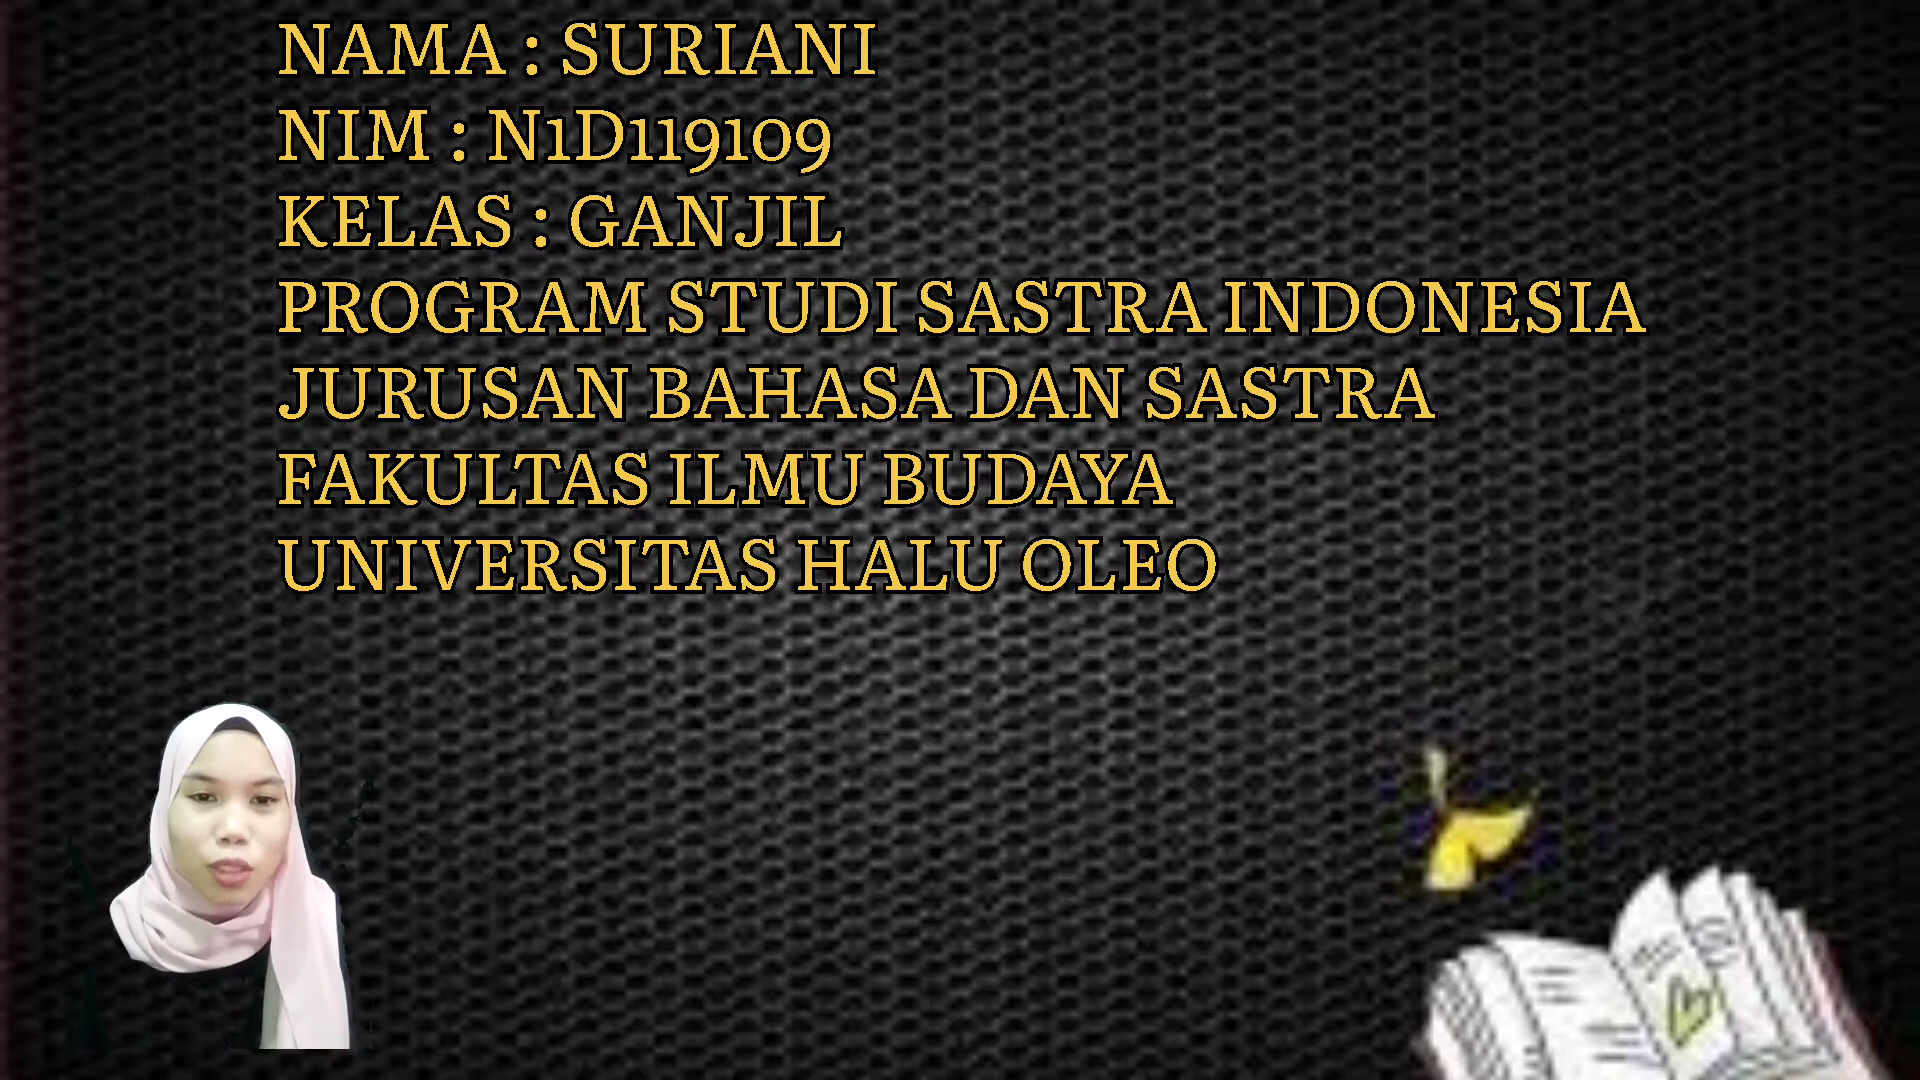 NAMA : SURIANI
NIM : N1D119109
KELAS : GANJIL
PROGRAM STUDI SASTRA INDONESIA
JURUSAN BAHASA DAN SASTRA
FAKULTAS ILMU BUDAYA
UNIVERSITAS HALU OLEO